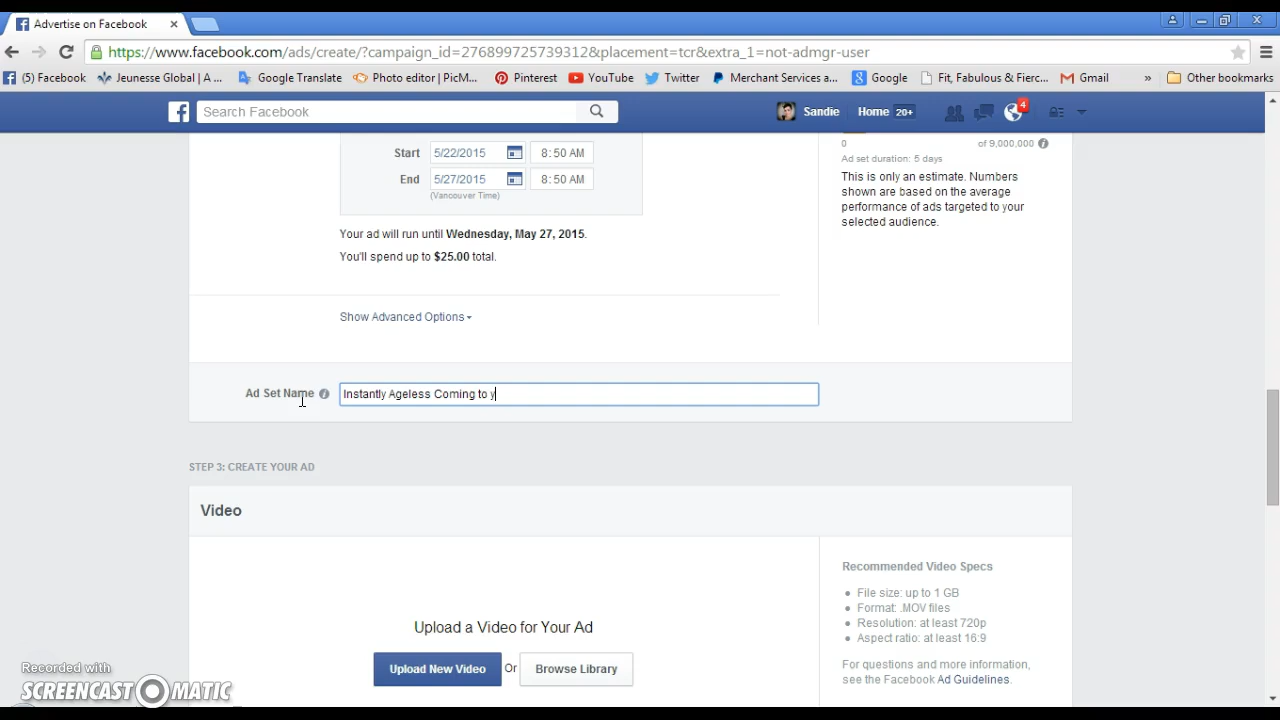 Advertise on Facebook
https://www.facebook.com/ads/create/?campaign_id=276899725739312&placement=tcr&extra_1=not-admgr-user
(5) Facebook Jeunesse Global | A ... Google Translate Photo editor | PicM... Pinterest YouTube Twitter Merchant Services a... Google Fit, Fabulous & Fierc... Gmail » Other bookmarks
Search Facebook Sandie Home 20+ 4
Start 5/22/2015 8:50 AM
End 5/27/2015 8:50 AM
(Vancouver Time)
Your ad will run until Wednesday, May 27, 2015.
You'll spend up to $25.00 total.
Show Advanced Options
0 of 9,000,000
Ad set duration: 5 days
This is only an estimate. Numbers
shown are based on the average
performance of ads targeted to your
selected audience.
Ad Set Name Instantly Ageless Coming to y
STEP 3: CREATE YOUR AD
Video
Upload a Video for Your Ad
Upload New Video Or Browse Library
Recommended Video Specs
File size: up to 1 GB
Format: .MOV files
Resolution: at least 720p
Aspect ratio: at least 16:9
For questions and more information,
see the Facebook Ad Guidelines.
Recorded with
SCREENCAST MATIC